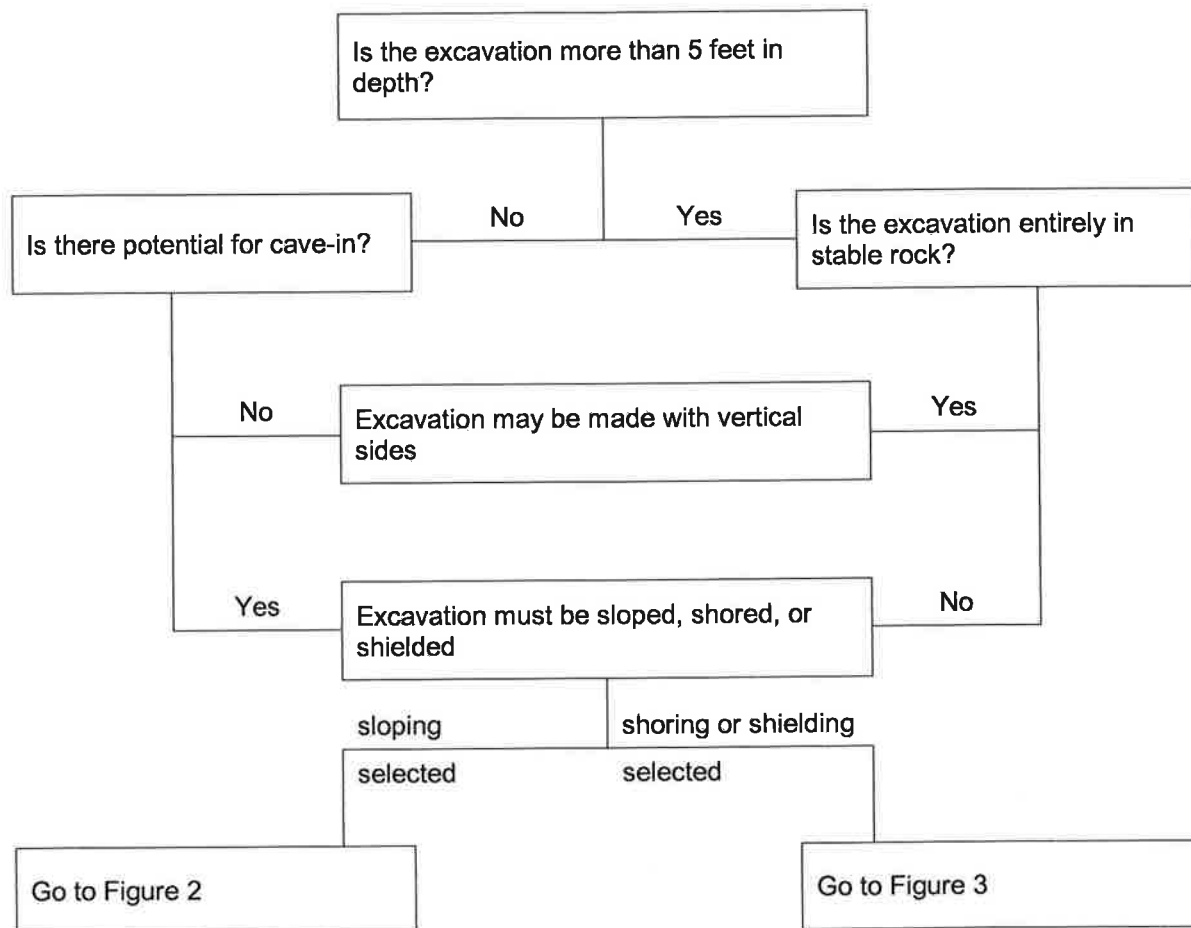 Is the excavation more than 5 feet in
depth?
No
Yes
Is there potential for cave-in?
Is the excavation entirely in
stable rock?
No
Excavation may be made with vertical
sides
Yes
Yes
Excavation must be sloped, shored, or
shielded
No
sloping
selected
shoring or shielding
selected
Go to Figure 2
Go to Figure 3